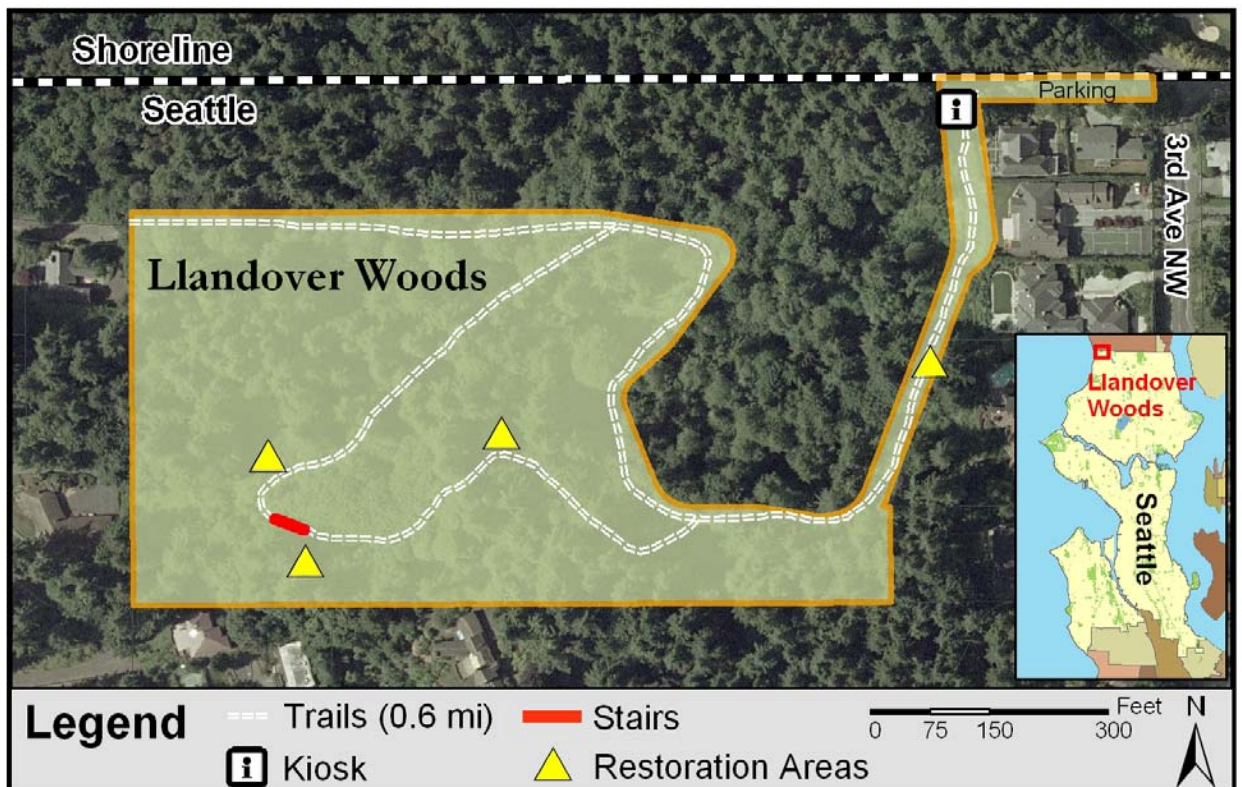 Shoreline
Seattle
Parking
i
3rd Ave NW
Llandover Woods
Llandover
Woods
Seattle
Legend
Trails (0.6 mi)
Stairs
i Kiosk
Restoration Areas
0 75 150 300 Feet
N